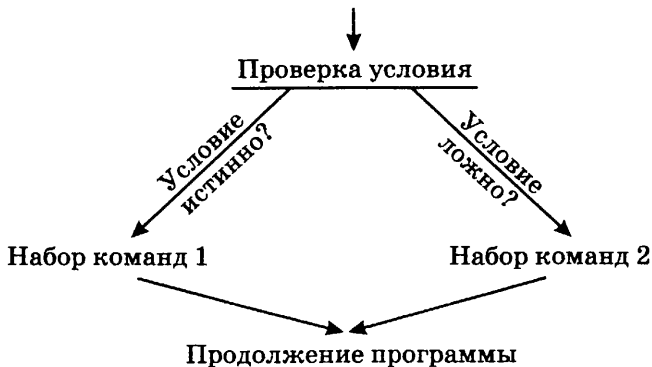 Проверка условия
Условие
истинно?
Условие
ложно?
Набор команд 1
Набор команд 2
Продолжение программы